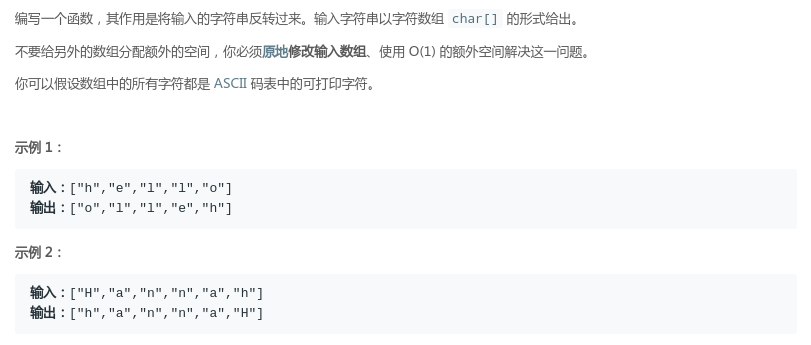 编写一个函数，其作用是将输入的字符串反转过来。输入字符串以字符数组 char[] 的形式给出。
不要给另外的数组分配额外的空间，你必须原地修改输入数组、使用 O(1) 的额外空间解决这一问题。
你可以假设数组中的所有字符都是 ASCII 码表中的可打印字符。
示例 1：
输入：["h","e","l","l","o"]
输出：["o","l","l","e","h"]
示例 2：
输入：["H","a","n","n","a","h"]
输出：["h","a","n","n","a","H"]